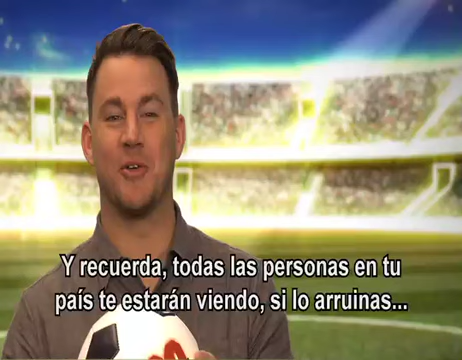 Y recuerda, todas las personas en tu
país te estarán viendo, si lo arruinas...